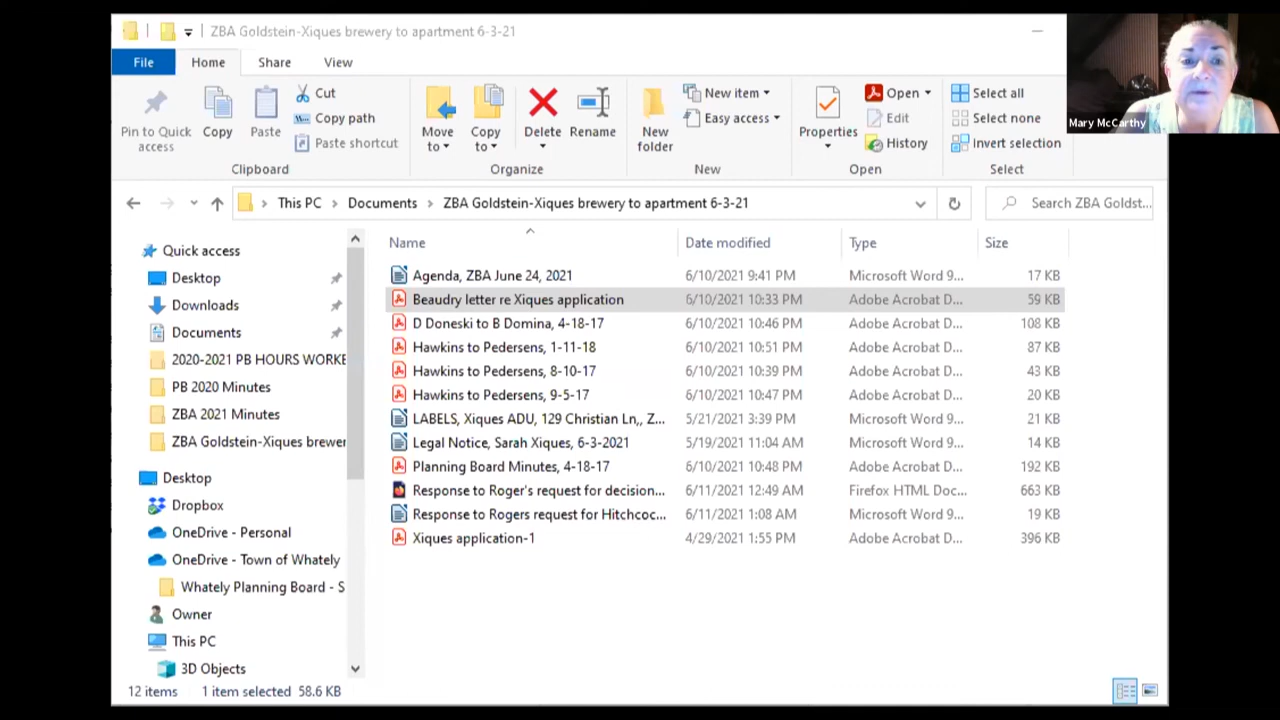 ZBA Goldstein-Xiques brewery to apartment 6-3-21
File Home Share View
Pin to Quick access
Copy
Paste
Cut
Copy path
Paste shortcut
Clipboard
Move to
Copy to
Delete
Rename
Organize
New folder
New item
Easy access
New
Properties
Open
Edit
History
Open
Select all
Select none
Invert selection
Select
Mary McCarthy
This PC Documents ZBA Goldstein-Xiques brewery to apartment 6-3-21
Search ZBA Goldst...
Quick access
Desktop
Downloads
Documents
2020-2021 PB HOURS WORKE
PB 2020 Minutes
ZBA 2021 Minutes
ZBA Goldstein-Xiques brewer
Desktop
Dropbox
OneDrive - Personal
OneDrive - Town of Whately
Whately Planning Board - S
Owner
This PC
3D Objects
Name Date modified Type Size
Agenda, ZBA June 24, 2021 6/10/2021 9:41 PM Microsoft Word 9... 17 KB
Beaudry letter re Xiques application 6/10/2021 10:33 PM Adobe Acrobat D... 59 KB
D Doneski to B Domina, 4-18-17 6/10/2021 10:46 PM Adobe Acrobat D... 108 KB
Hawkins to Pedersens, 1-11-18 6/10/2021 10:51 PM Adobe Acrobat D... 87 KB
Hawkins to Pedersens, 8-10-17 6/10/2021 10:39 PM Adobe Acrobat D... 43 KB
Hawkins to Pedersens, 9-5-17 6/10/2021 10:47 PM Adobe Acrobat D... 20 KB
LABELS, Xiques ADU, 129 Christian Ln,, Z... 5/21/2021 3:39 PM Microsoft Word 9... 21 KB
Legal Notice, Sarah Xiques, 6-3-2021 5/19/2021 11:04 AM Microsoft Word 9... 14 KB
Planning Board Minutes, 4-18-17 6/10/2021 10:48 PM Adobe Acrobat D... 192 KB
Response to Roger's request for decision... 6/11/2021 12:49 AM Firefox HTML Doc... 663 KB
Response to Rogers request for Hitchcoc... 6/11/2021 1:08 AM Microsoft Word 9... 19 KB
Xiques application-1 4/29/2021 1:55 PM Adobe Acrobat D... 396 KB
12 items 1 item selected 58.6 KB